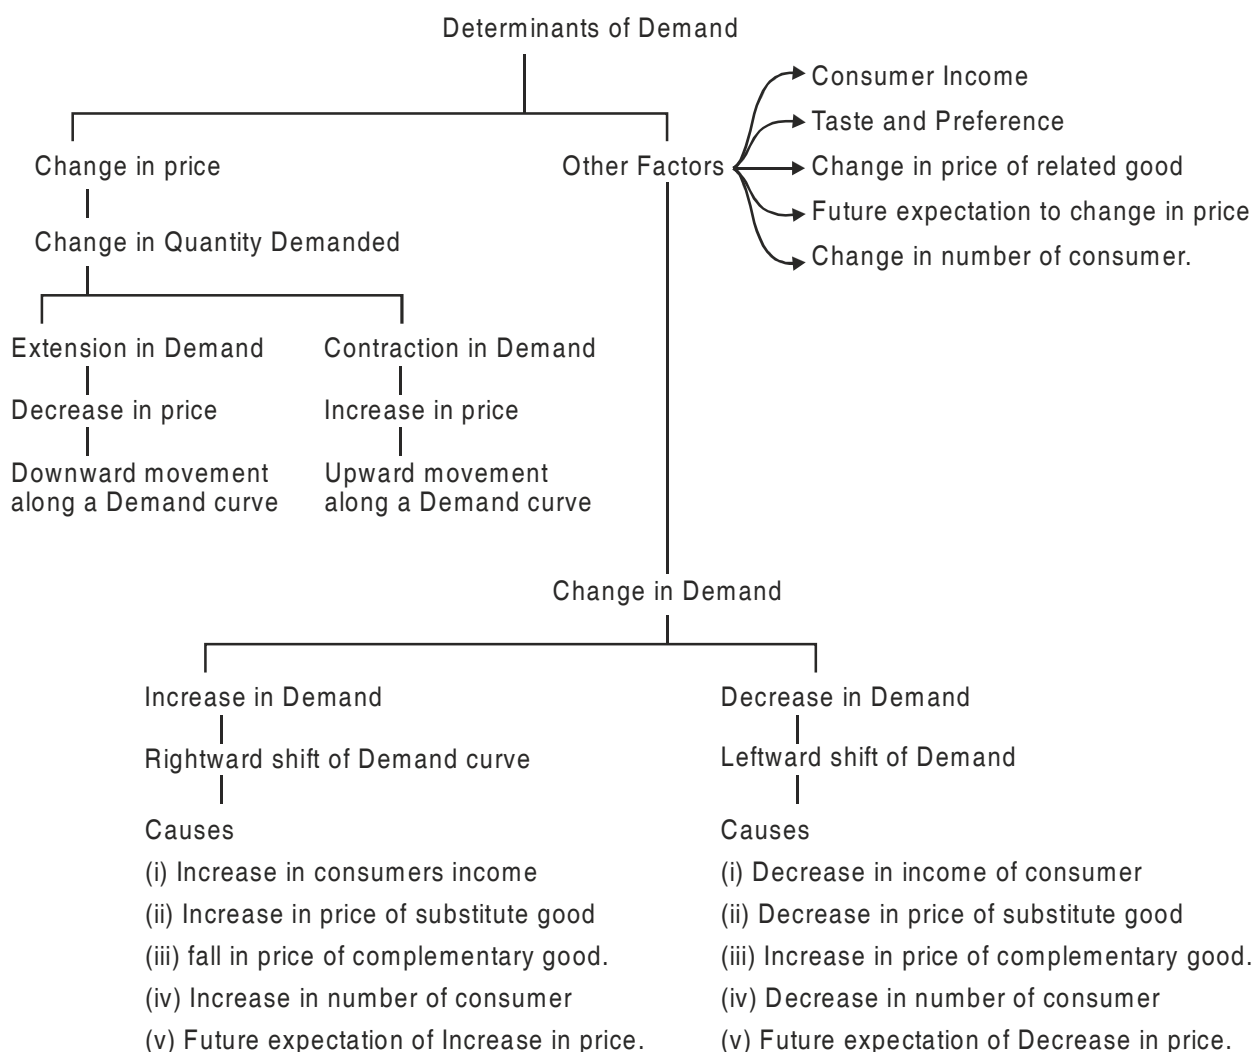 Determinants of Demand
Consumer Income
Taste and Preference
Change in price
Other Factors
Change in price of related good
Future expectation to change in price
Change in Quantity Demanded
Change in number of consumer.
Extension in Demand
Contraction in Demand
Decrease in price
Increase in price
Downward movement
along a Demand curve
Upward movement
along a Demand curve
Change in Demand
Increase in Demand
Rightward shift of Demand curve
Causes
(i) Increase in consumers income
(ii) Increase in price of substitute good
(iii) fall in price of complementary good.
(iv) Increase in number of consumer
(v) Future expectation of Increase in price.
Decrease in Demand
Leftward shift of Demand
Causes
(i) Decrease in income of consumer
(ii) Decrease in price of substitute good
(iii) Increase in price of complementary good.
(iv) Decrease in number of consumer
(v) Future expectation of Decrease in price.